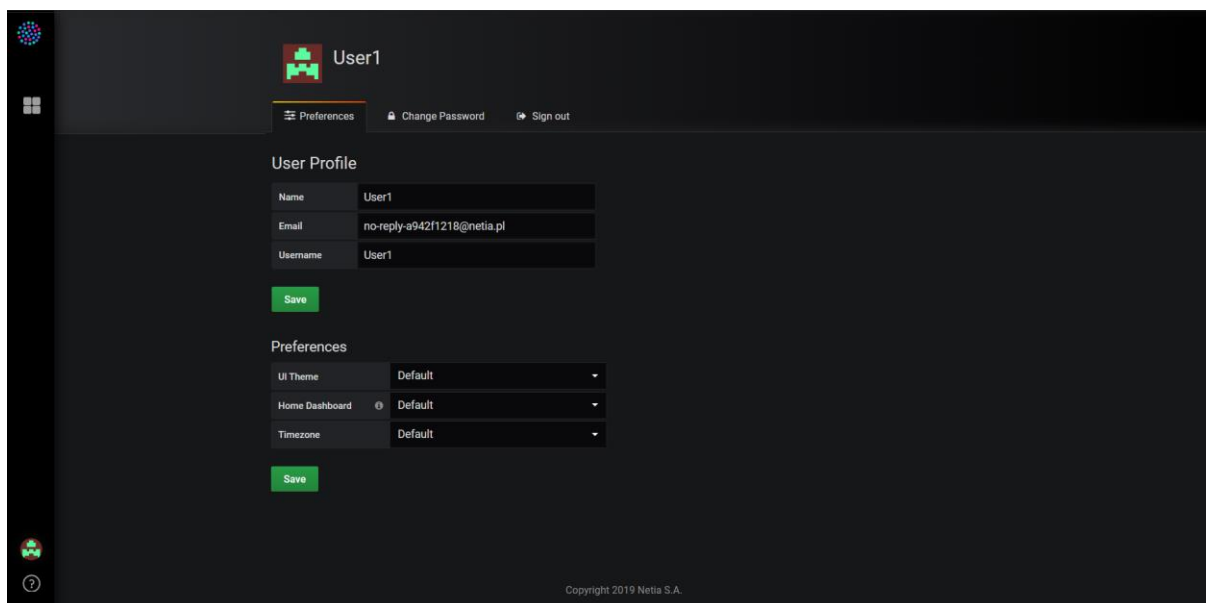 User1
Preferences Change Password Sign out
User Profile
Name User1
Email no-reply-a942f1218@netia.pl
Username User1
Save
Preferences
UI Theme Default
Home Dashboard Default
Timezone Default
Save
Copyright 2019 Netia S.A.